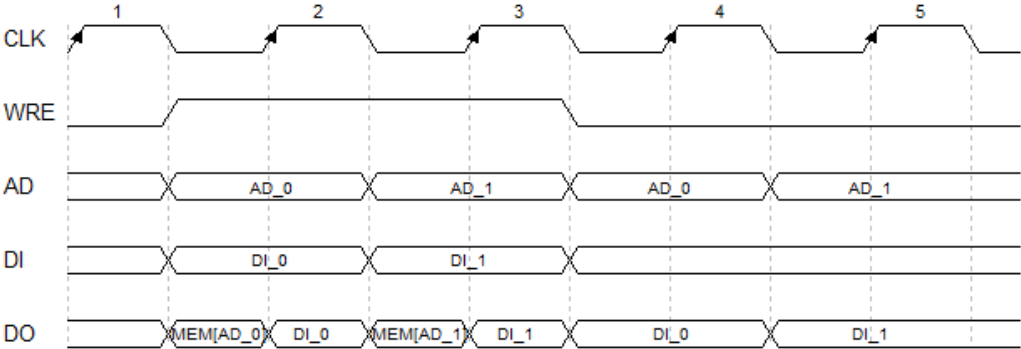 1 2 3 4 5
CLK
WRE
AD AD_0 AD_1 AD_0 AD_1
DI DI_0 DI_1
DO MEM[AD_0] DI_0 MEM[AD_1] DI_1 DI_0 DI_1